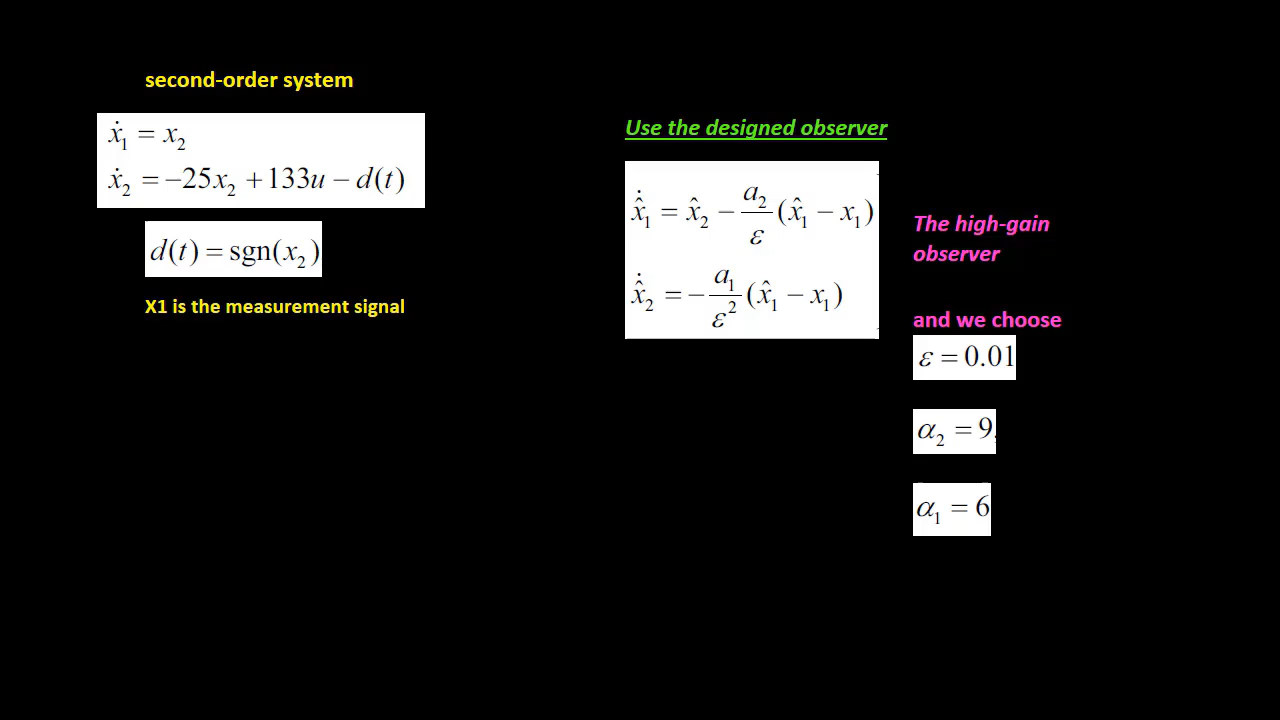 second-order system
ẋ₁ = x₂
ẋ₂ = −25x₂ + 133u − d(t)
d(t) = sgn(x₂)
X1 is the measurement signal
Use the designed observer
x̂̇₁ = x̂₂ − a₂/ε (x̂₁ − x₁)
x̂̇₂ = − a₁/ε² (x̂₁ − x₁)
The high-gain
observer
and we choose
ε = 0.01
α₂ = 9,
α₁ = 6